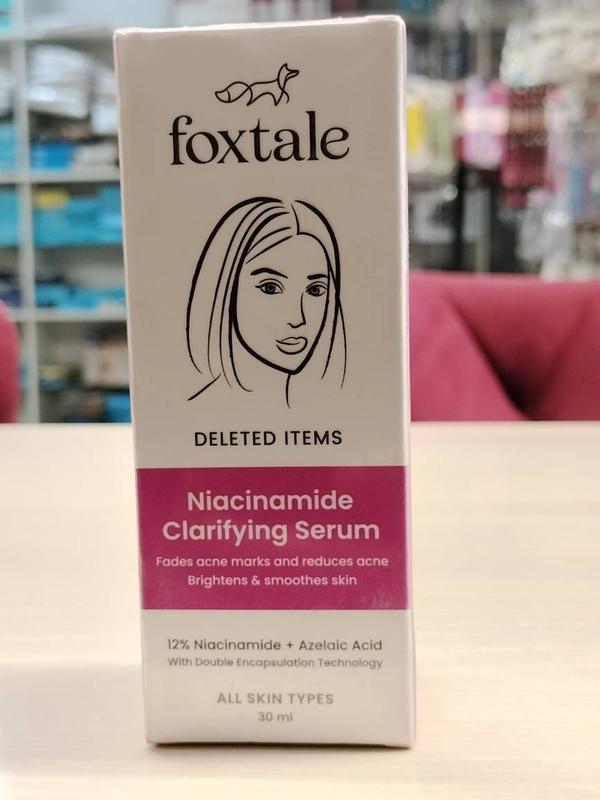 foxtale
DELETED ITEMS
Niacinamide
Clarifying Serum
Fades acne marks and reduces acne
Brightens & smoothes skin
12% Niacinamide + Azelaic Acid
With Double Encapsulation Technology
ALL SKIN TYPES
30 ml